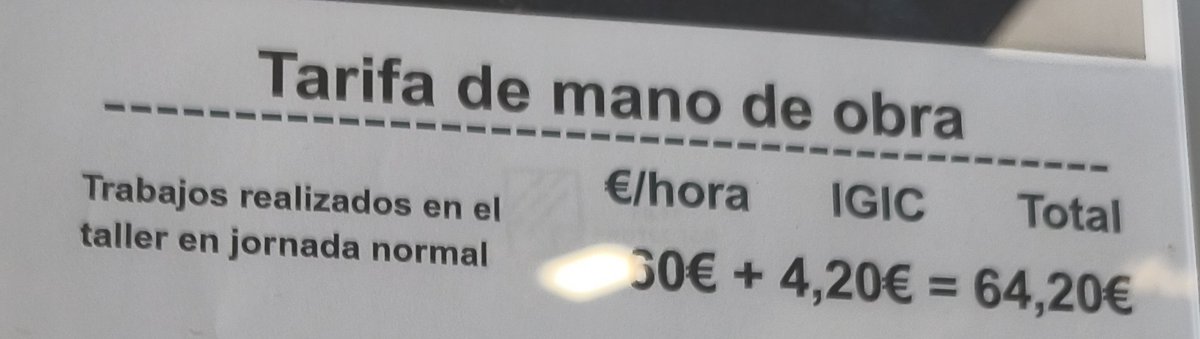 Tarifa de mano de obra
Trabajos realizados en el
taller en jornada normal
€/hora IGIC Total
60€ + 4,20€ = 64,20€